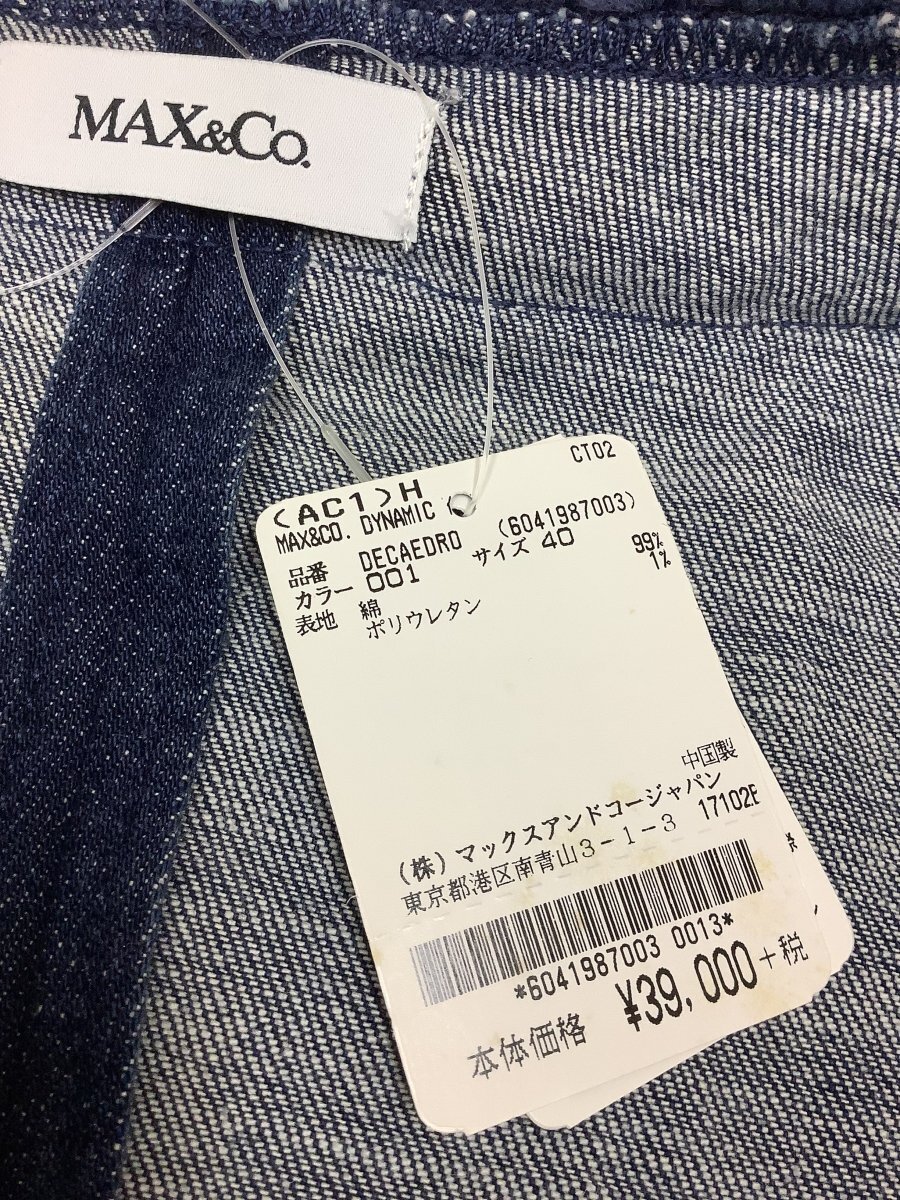 MAX&Co.
CT02
(AC1)H
MAX&CO. DYNAMIC
品番 DECAEDRO (6041987003)
カラー 001 サイズ 40
表地 綿 99%
ポリウレタン 1%
中国製
(株)マックスアンドコージャパン
東京都港区南青山3-1-3 17102E
*6041987003 0013*
本体価格 ¥39,000+税